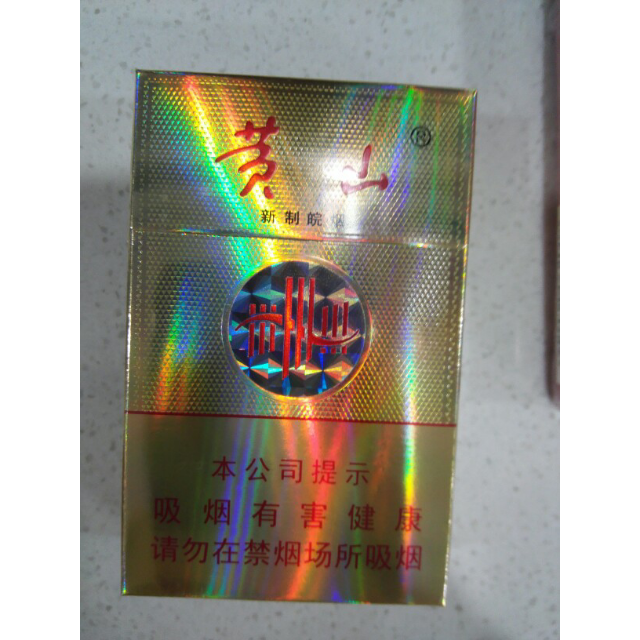 黄山®
新制皖烟
本公司提示
吸烟有害健康
请勿在禁烟场所吸烟